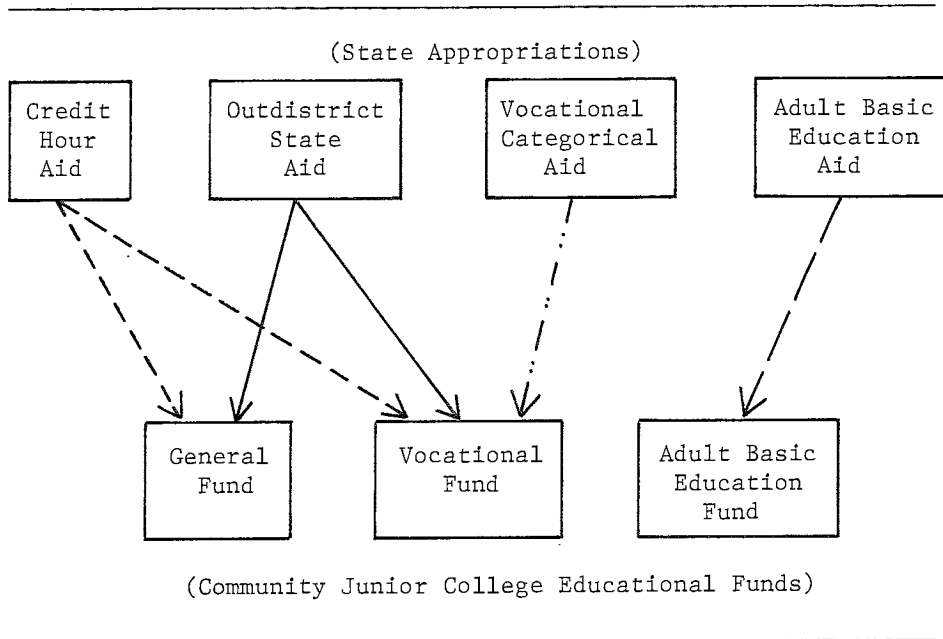 (State Appropriations)
Credit
Hour
Aid
Outdistrict
State
Aid
Vocational
Categorical
Aid
Adult Basic
Education
Aid
General
Fund
Vocational
Fund
Adult Basic
Education
Fund
(Community Junior College Educational Funds)